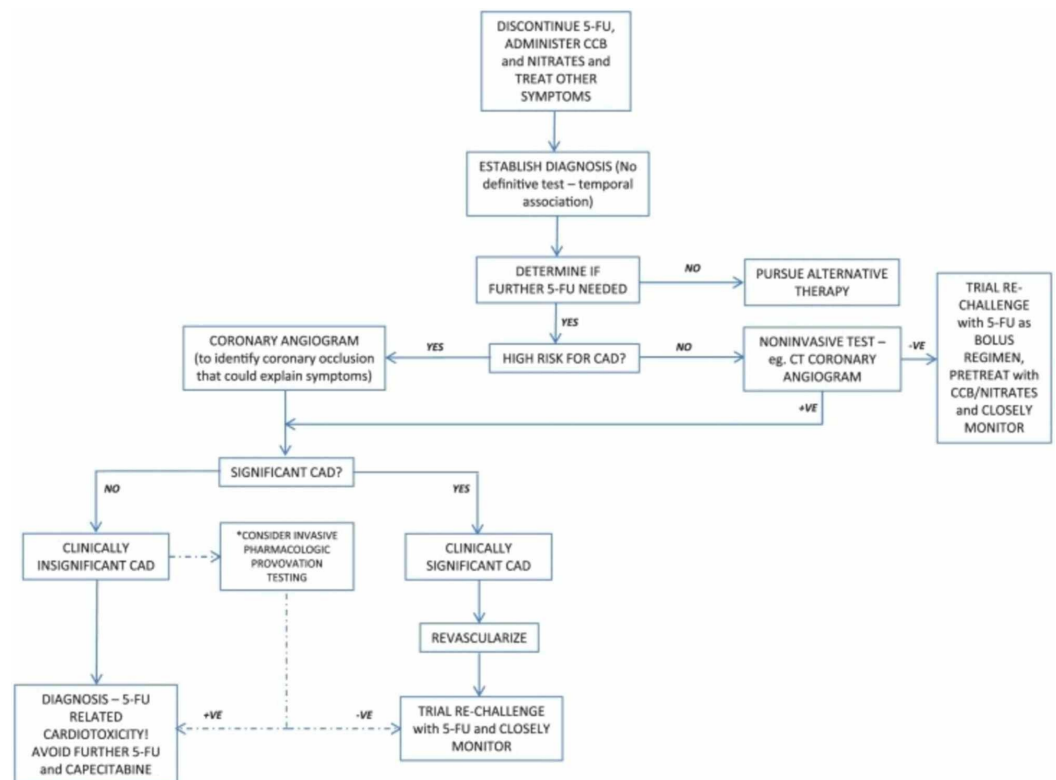 DISCONTINUE 5-FU,
ADMINISTER CCB
and NITRATES and
TREAT OTHER
SYMPTOMS
ESTABLISH DIAGNOSIS (No
definitive test – temporal
association)
DETERMINE IF
FURTHER 5-FU NEEDED
NO
PURSUE ALTERNATIVE
THERAPY
YES
HIGH RISK FOR CAD?
YES
CORONARY ANGIOGRAM
(to identify coronary occlusion
that could explain symptoms)
NO
NONINVASIVE TEST –
eg. CT CORONARY
ANGIOGRAM
-VE
TRIAL RE-
CHALLENGE
with 5-FU as
BOLUS
REGIMEN,
PRETREAT with
CCB/NITRATES
and CLOSELY
MONITOR
+VE
SIGNIFICANT CAD?
NO
YES
CLINICALLY
INSIGNIFICANT CAD
*CONSIDER INVASIVE
PHARMACOLOGIC
PROVOVATION
TESTING
CLINICALLY
SIGNIFICANT CAD
REVASCULARIZE
DIAGNOSIS – 5-FU
RELATED
CARDIOTOXICITY!
AVOID FURTHER 5-FU
and CAPECITABINE
+VE
-VE
TRIAL RE-CHALLENGE
with 5-FU and CLOSELY
MONITOR